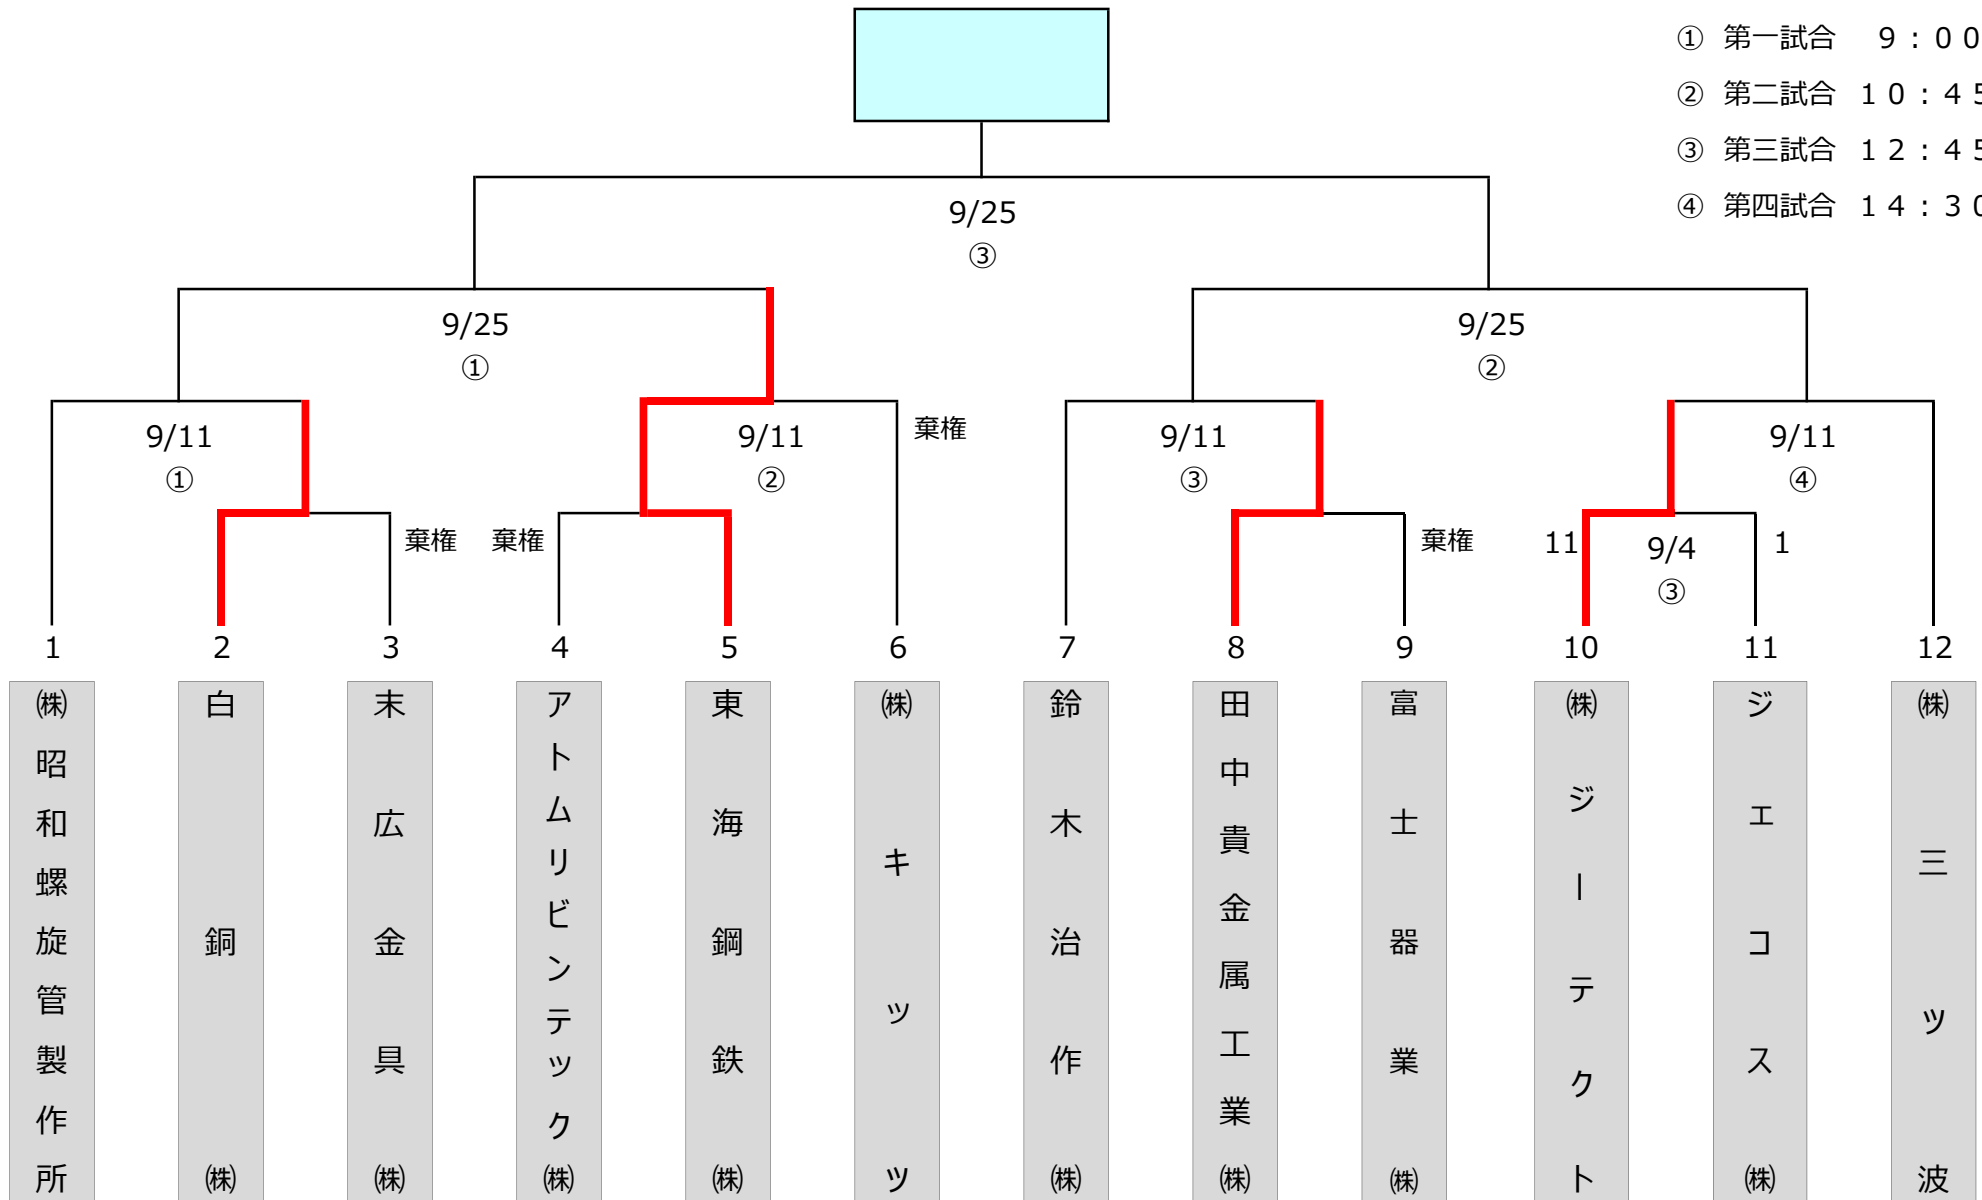 ① 第一試合 9：00
② 第二試合 10：45
③ 第三試合 12：45
④ 第四試合 14：30
9/25
③
9/25
①
9/25
②
9/11
①
9/11
②
棄権
9/11
③
9/11
④
棄権
棄権
棄権
11
9/4
③
1
1
2
3
4
5
6
7
8
9
10
11
12
㈱昭和螺旋管製作所
白銅㈱
末広金具㈱
アトムリビンテック㈱
東海鋼鉄㈱
㈱キッツ
鈴木治作㈱
田中貴金属工業㈱
富士器業㈱
㈱ジーテクト
ジェコス㈱
㈱三ツ波